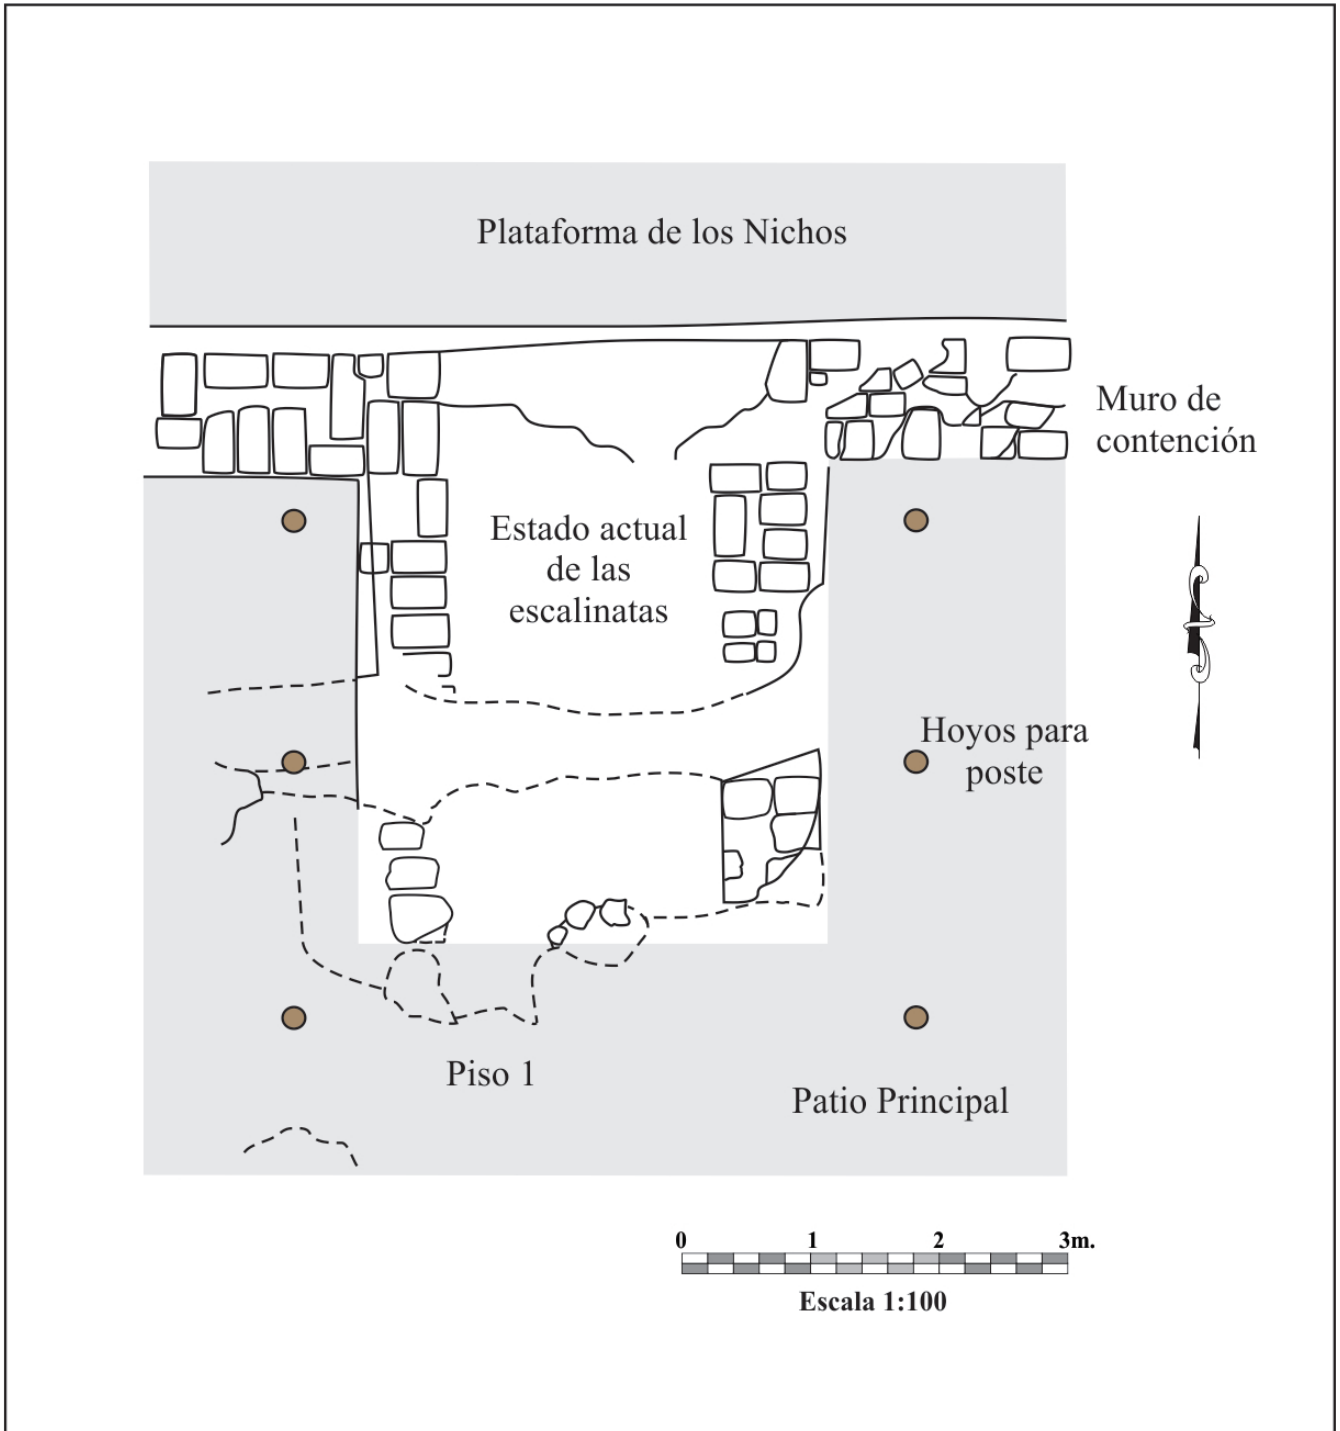 Plataforma de los Nichos
Muro de
contención
Estado actual
de las
escalinatas
Hoyos para
poste
Piso 1
Patio Principal
0 1 2 3m.
Escala 1:100